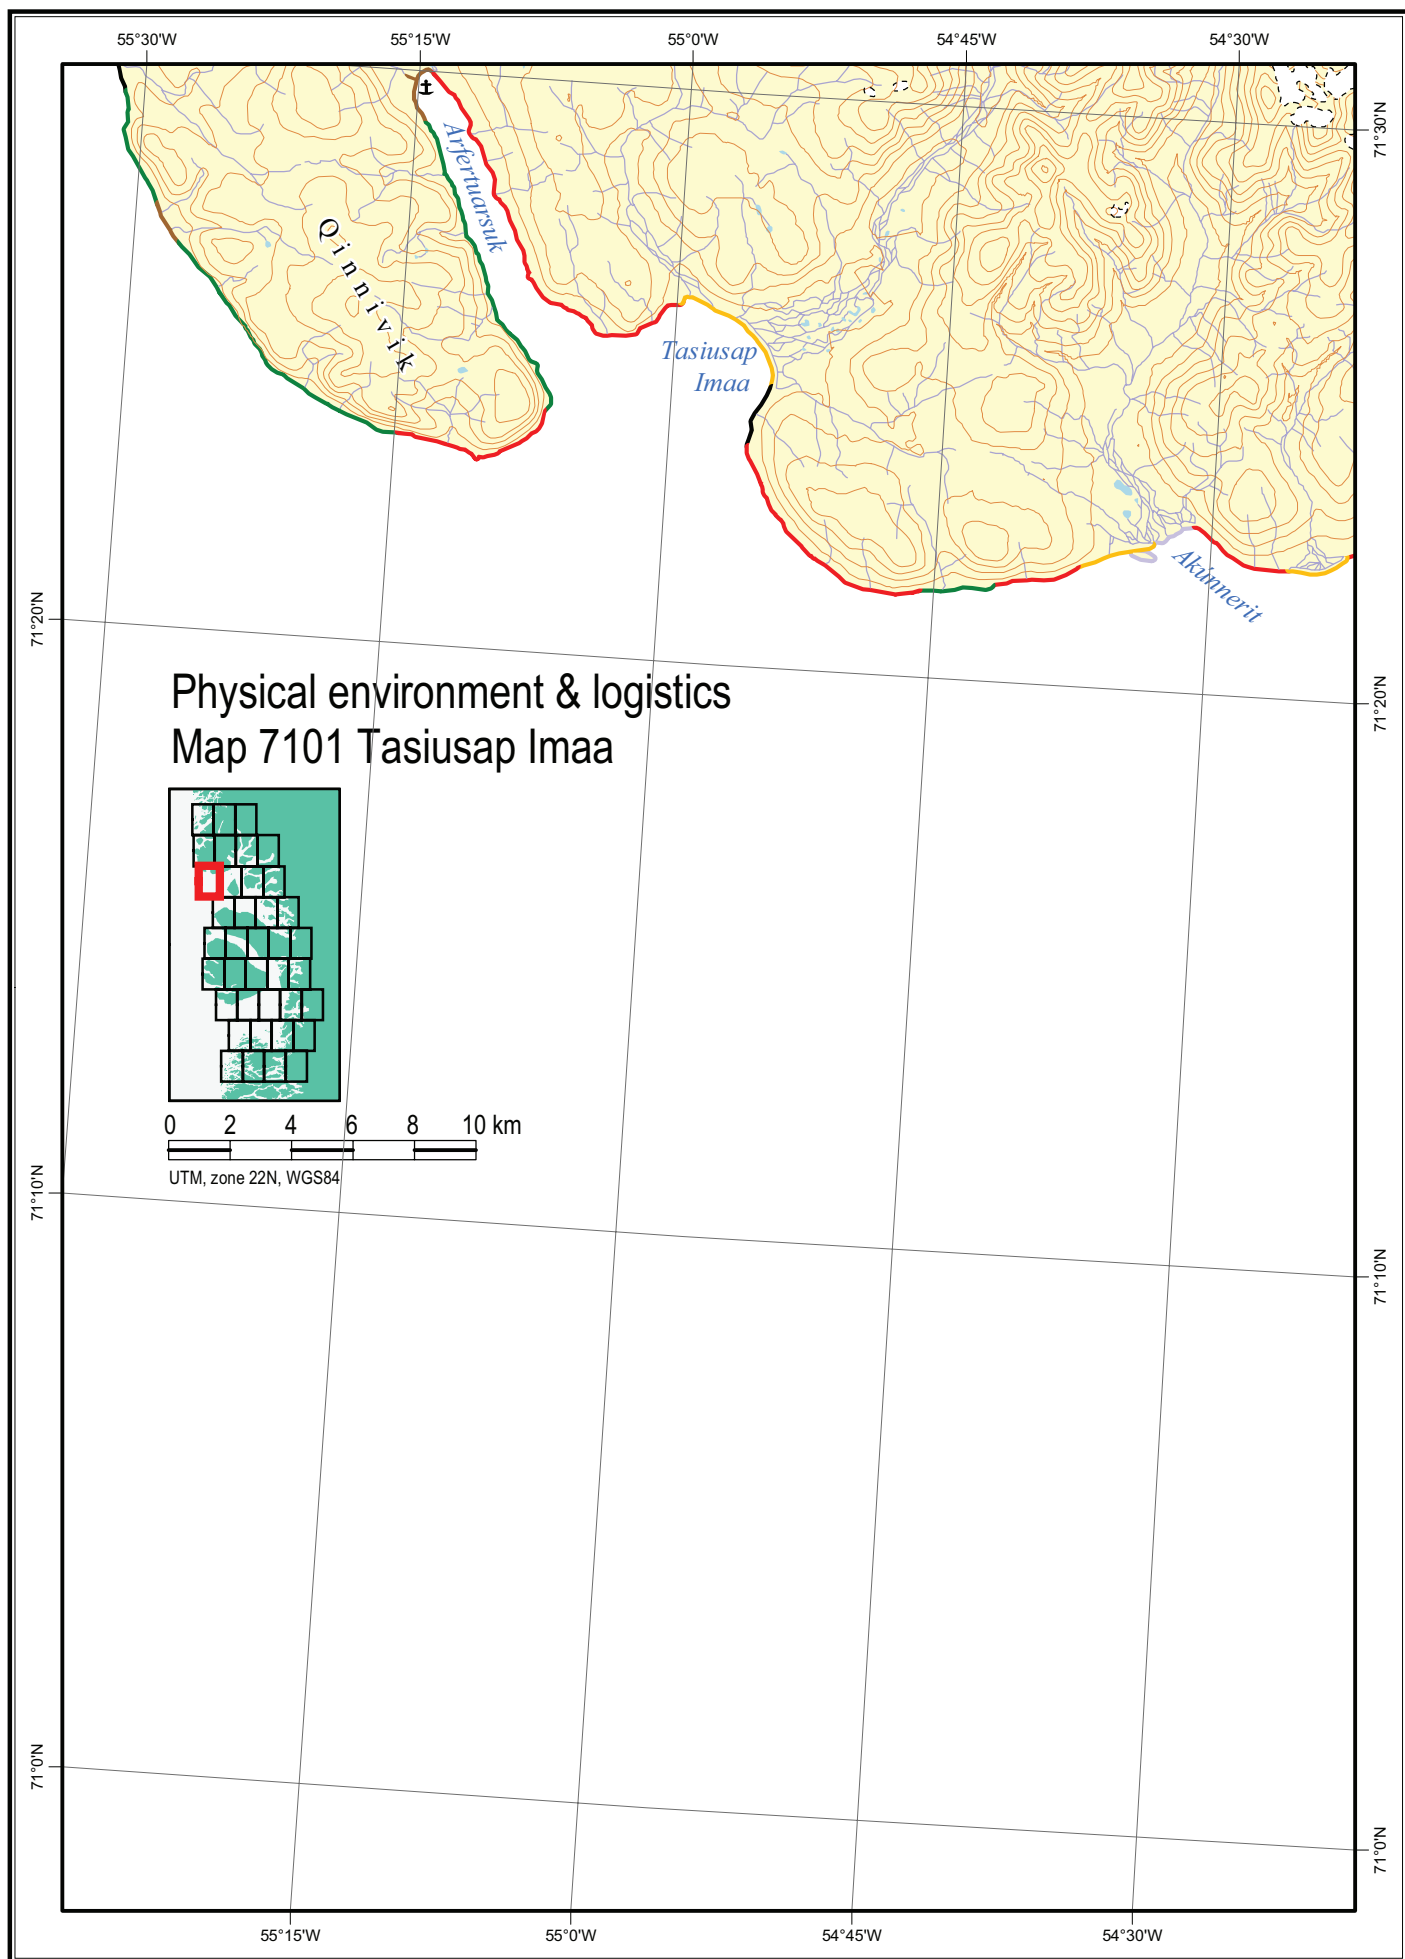 55°30'W 55°15'W 55°0'W 54°45'W 54°30'W
71°30'N
Arfertuarsuk
Qinnivik
Tasiusap
Imaa
Akúnnerit
71°20'N
71°20'N
Physical environment & logistics
Map 7101 Tasiusap Imaa
0 2 4 6 8 10 km
UTM, zone 22N, WGS84
71°10'N
71°10'N
71°0'N
71°0'N
55°15'W 55°0'W 54°45'W 54°30'W